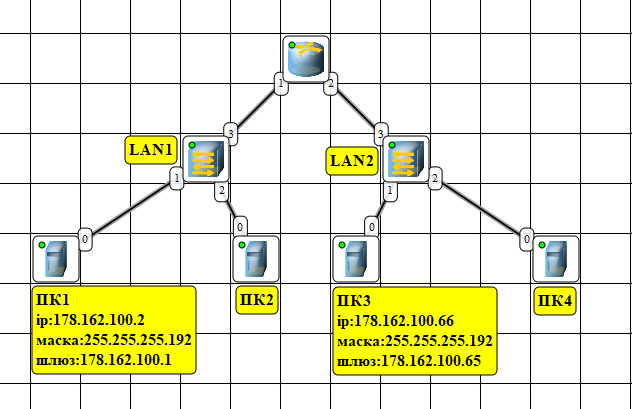 1
2
LAN1
3
3
LAN2
1
2
1
2
0
0
0
0
ПК1
ip:178.162.100.2
маска:255.255.255.192
шлюз:178.162.100.1
ПК2
ПК3
ip:178.162.100.66
маска:255.255.255.192
шлюз:178.162.100.65
ПК4